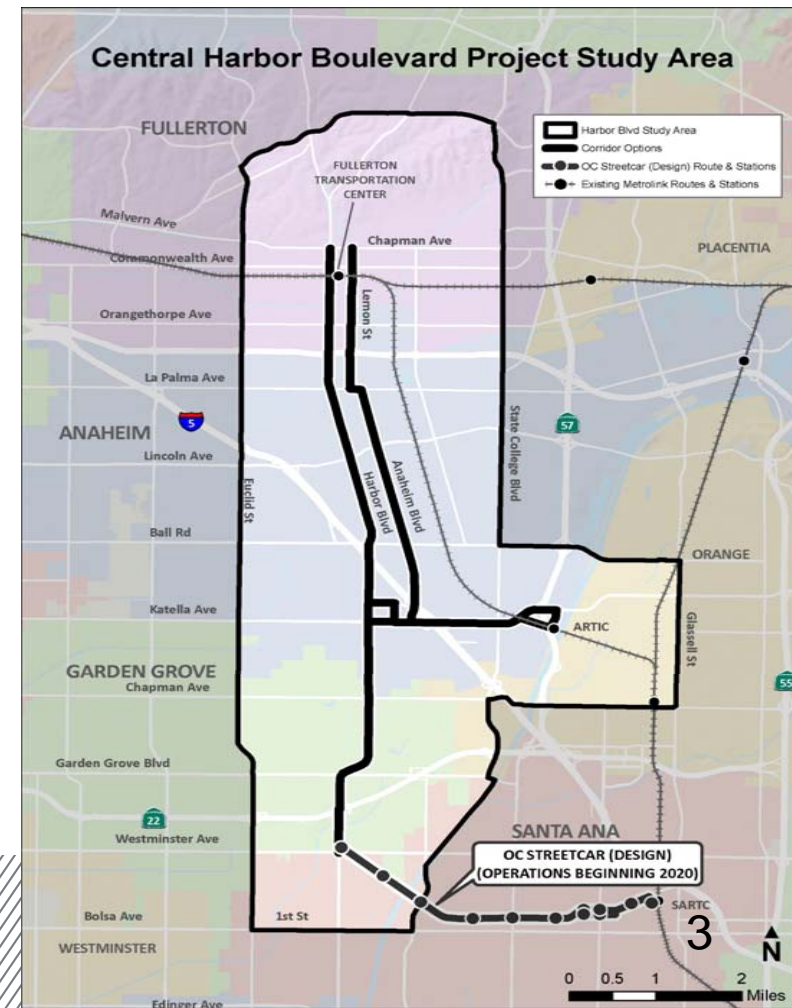 Central Harbor Boulevard Project Study Area
Harbor Blvd Study Area
Corridor Options
OC Streetcar (Design) Route & Stations
Existing Metrolink Routes & Stations
FULLERTON
FULLERTON
TRANSPORTATION
CENTER
Malvern Ave
Chapman Ave
PLACENTIA
Commonwealth Ave
Lemon St
Orangethorpe Ave
La Palma Ave
5
State College Blvd
57
ANAHEIM
Lincoln Ave
Euclid St
Harbor Blvd
Anaheim Blvd
Ball Rd
ORANGE
Katella Ave
ARTIC
Glassell St
GARDEN GROVE
Chapman Ave
55
Garden Grove Blvd
22
SANTA ANA
Westminster Ave
OC STREETCAR (DESIGN)
(OPERATIONS BEGINNING 2020)
SARTC
Bolsa Ave
1st St
3
WESTMINSTER
N
Edinger Ave
0 0.5 1 2
Miles